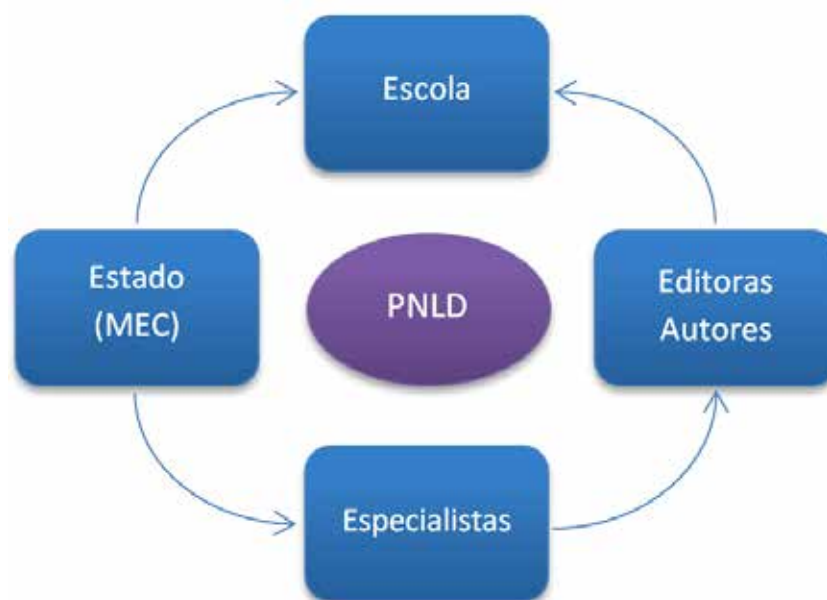 Escola
Estado
(MEC)
PNLD
Editoras
Autores
Especialistas